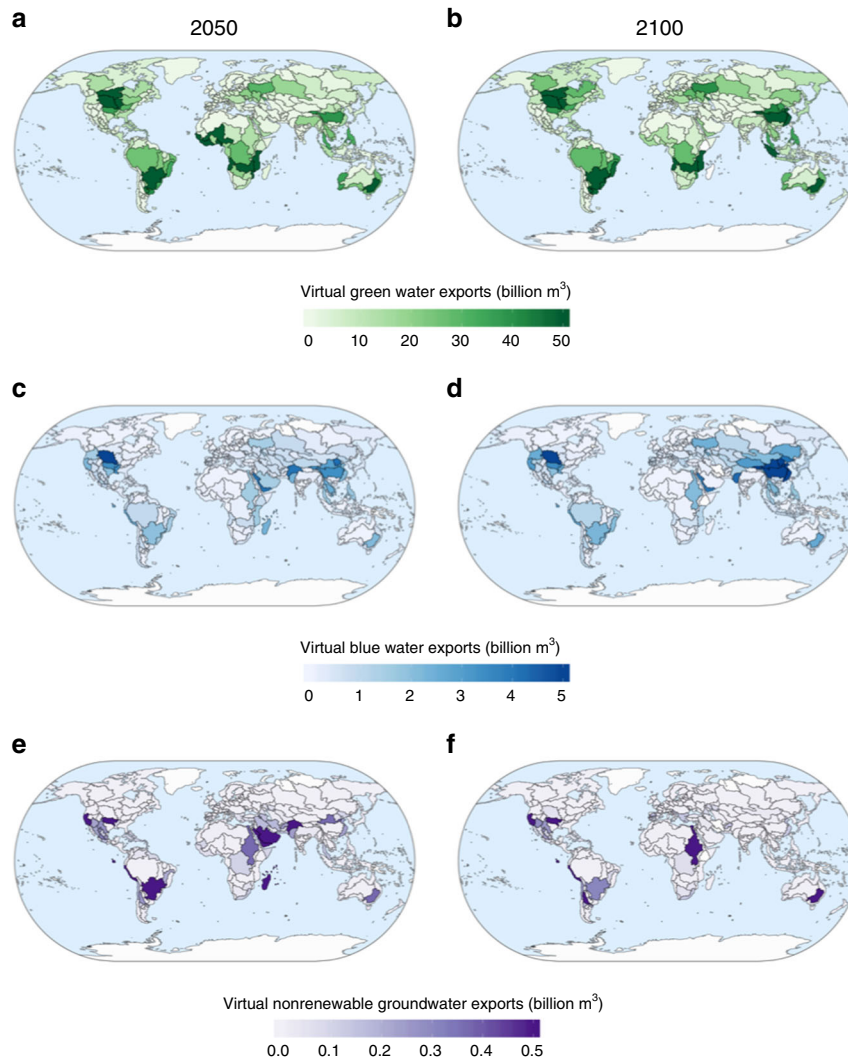 a
2050
b
2100
Virtual green water exports (billion m³)
0 10 20 30 40 50
c
d
Virtual blue water exports (billion m³)
0 1 2 3 4 5
e
f
Virtual nonrenewable groundwater exports (billion m³)
0.0 0.1 0.2 0.3 0.4 0.5